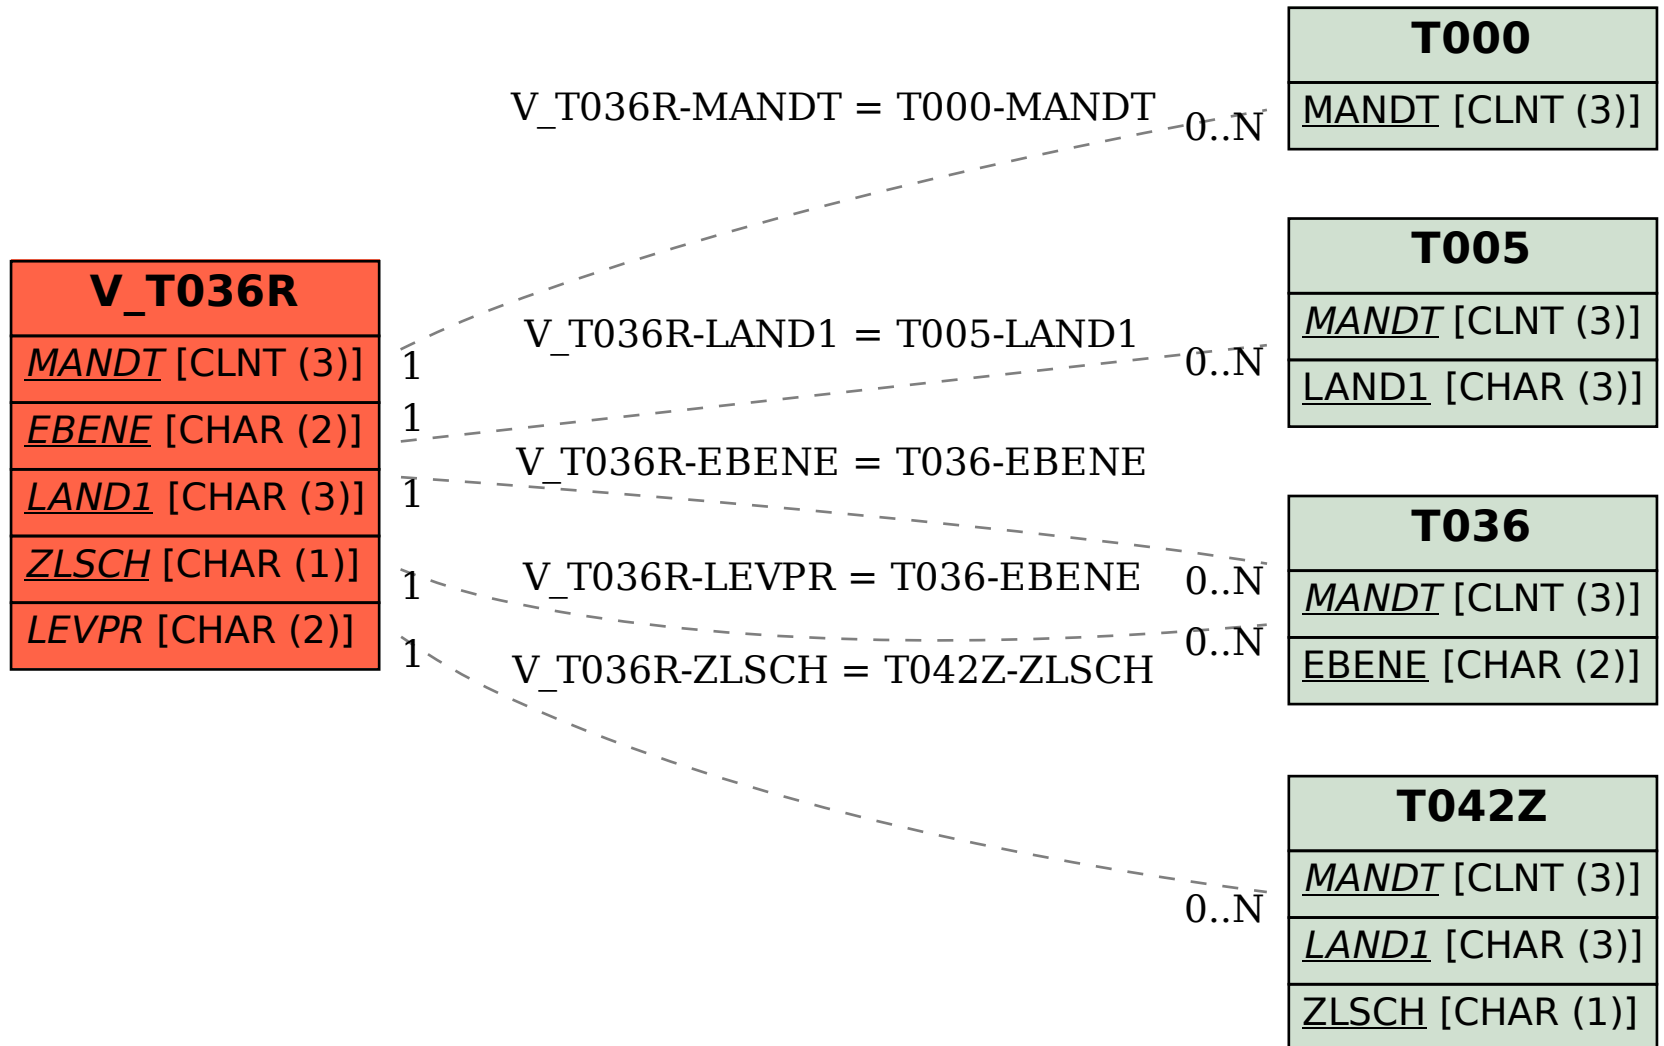 V_T036R
MANDT [CLNT (3)]
EBENE [CHAR (2)]
LAND1 [CHAR (3)]
ZLSCH [CHAR (1)]
LEVPR [CHAR (2)]
V_T036R-MANDT = T000-MANDT
1
0..N
V_T036R-LAND1 = T005-LAND1
1
0..N
V_T036R-EBENE = T036-EBENE
1
0..N
V_T036R-LEVPR = T036-EBENE
1
0..N
V_T036R-ZLSCH = T042Z-ZLSCH
1
0..N
T000
MANDT [CLNT (3)]
T005
MANDT [CLNT (3)]
LAND1 [CHAR (3)]
T036
MANDT [CLNT (3)]
EBENE [CHAR (2)]
T042Z
MANDT [CLNT (3)]
LAND1 [CHAR (3)]
ZLSCH [CHAR (1)]